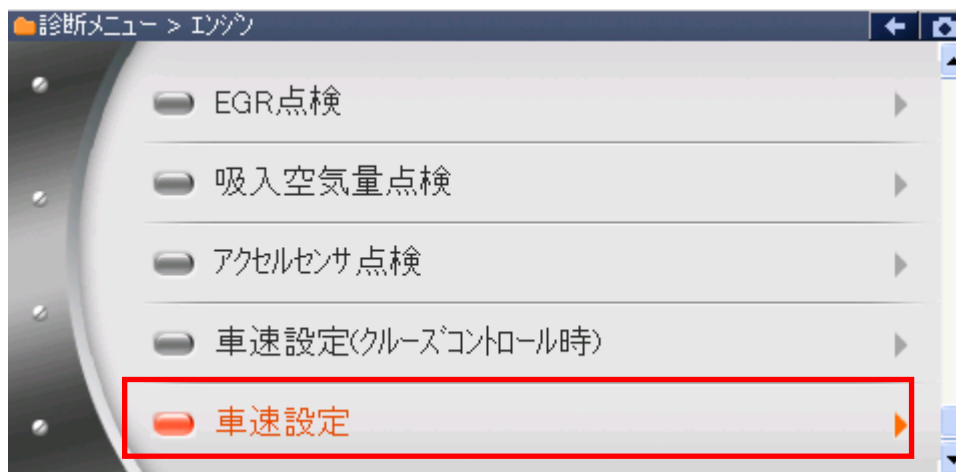 診断メニュー > エンジン
EGR点検
吸入空気量点検
アクセルセンサ点検
車速設定(クルーズコントロール時)
車速設定